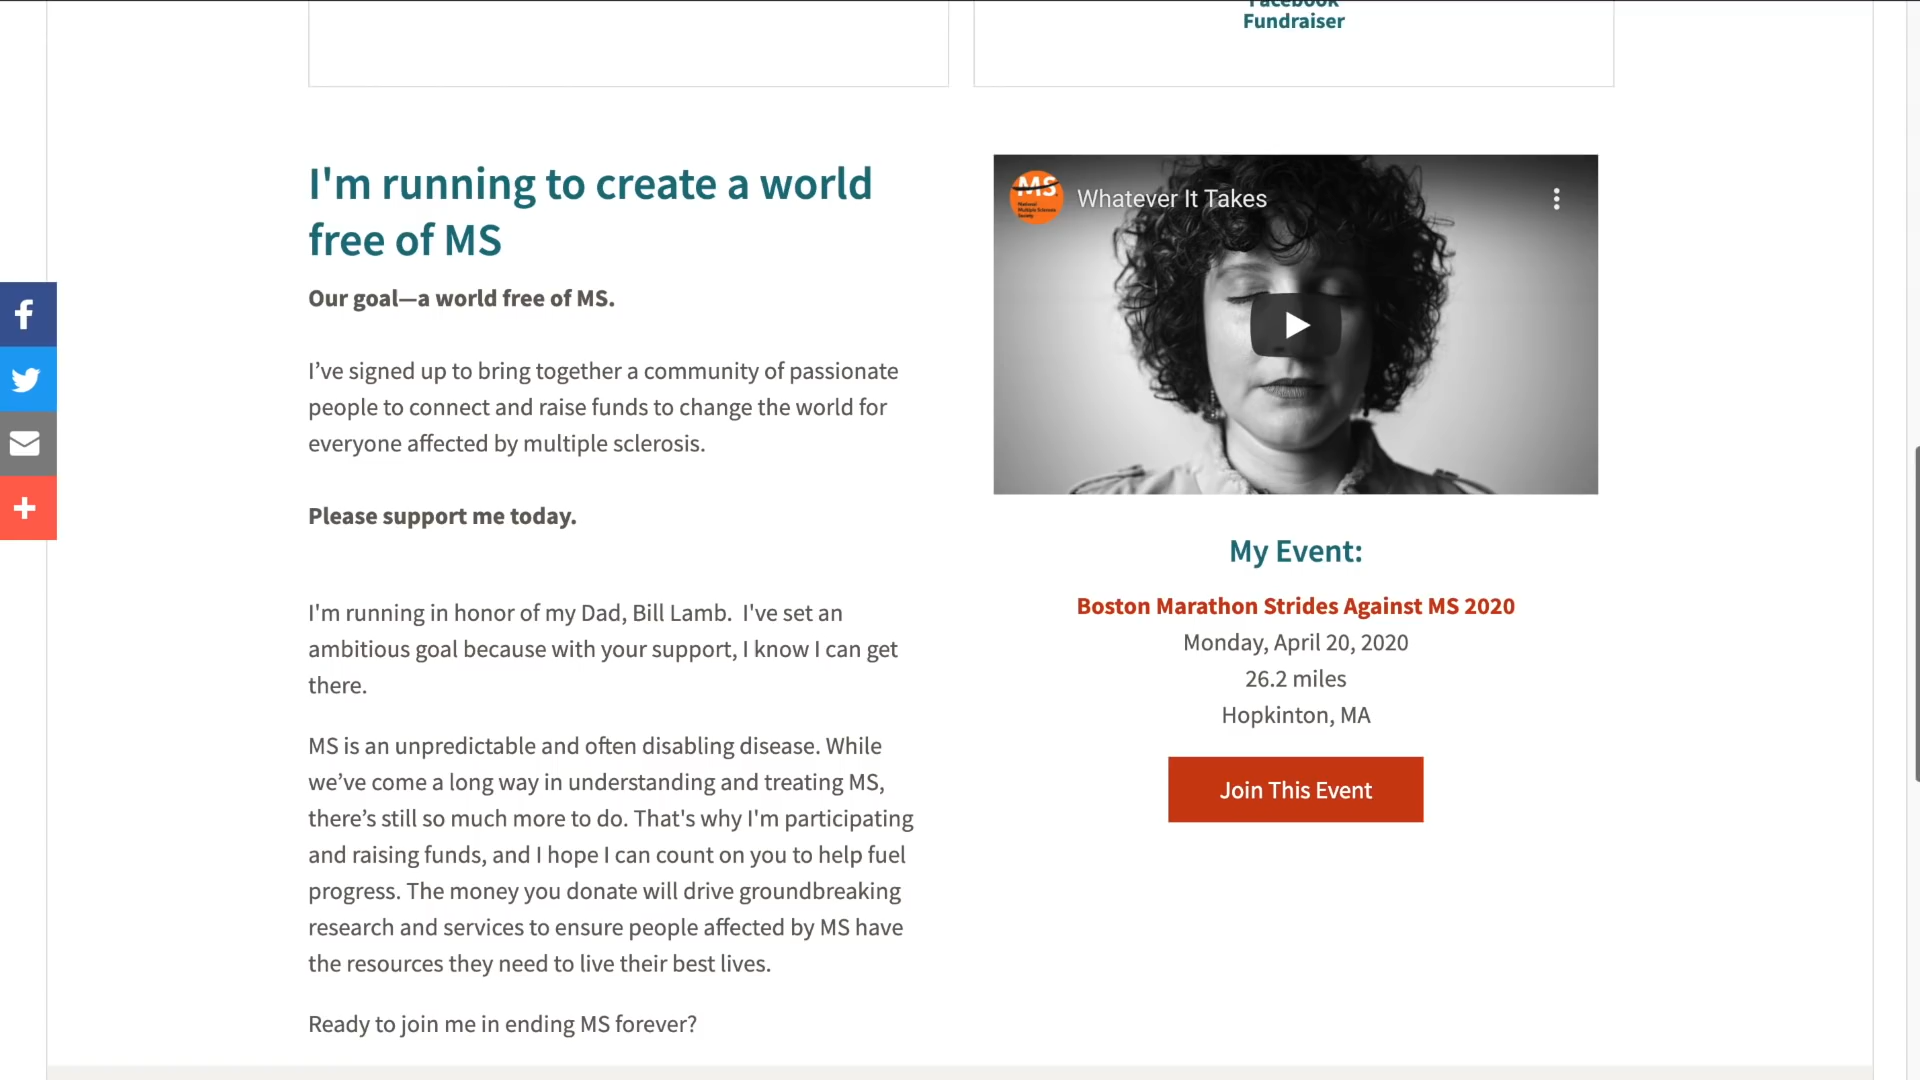 Facebook
Fundraiser
I'm running to create a world
free of MS
Our goal—a world free of MS.
I’ve signed up to bring together a community of passionate
people to connect and raise funds to change the world for
everyone affected by multiple sclerosis.
Please support me today.
I'm running in honor of my Dad, Bill Lamb.  I've set an
ambitious goal because with your support, I know I can get
there.
MS is an unpredictable and often disabling disease. While
we’ve come a long way in understanding and treating MS,
there’s still so much more to do. That's why I'm participating
and raising funds, and I hope I can count on you to help fuel
progress. The money you donate will drive groundbreaking
research and services to ensure people affected by MS have
the resources they need to live their best lives.
Ready to join me in ending MS forever?
MS
National
Multiple Sclerosis
Society
Whatever It Takes
My Event:
Boston Marathon Strides Against MS 2020
Monday, April 20, 2020
26.2 miles
Hopkinton, MA
Join This Event